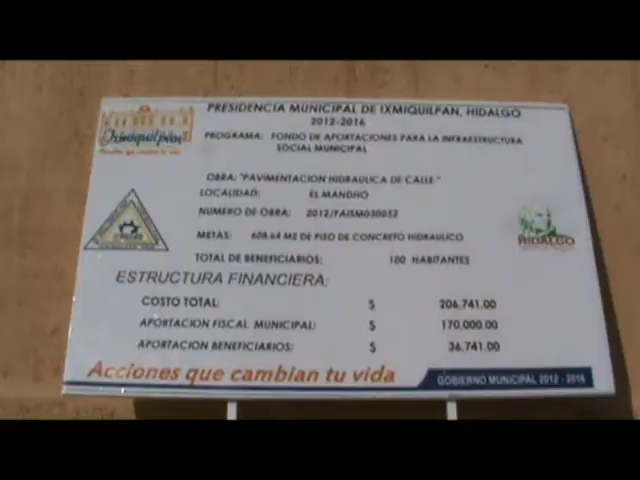 PRESIDENCIA MUNICIPAL DE IXMIQUILPAN, HIDALGO
2012-2016
Ixmiquilpan
PROGRAMA: FONDO DE APORTACIONES PARA LA INFRAESTRUCTURA
SOCIAL MUNICIPAL
OBRA: "PAVIMENTACION HIDRAULICA DE CALLE"
LOCALIDAD: EL MANDHO
NUMERO DE OBRA: 2012/FAISM030052
METAS: 608.64 M2 DE PISO DE CONCRETO HIDRAULICO
HIDALGO
TOTAL DE BENEFICIARIOS: 100 HABITANTES
ESTRUCTURA FINANCIERA:
COSTO TOTAL: $ 206,741.00
APORTACION FISCAL MUNICIPAL: $ 170,000.00
APORTACION BENEFICIARIOS: $ 36,741.00
Acciones que cambian tu vida
GOBIERNO MUNICIPAL 2012 - 2016